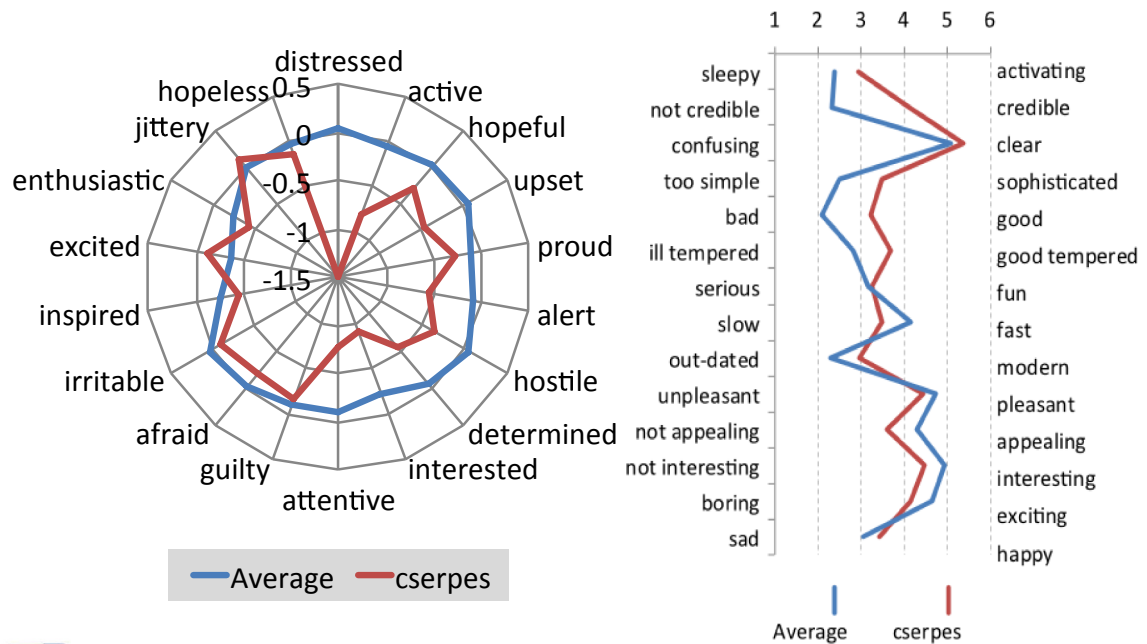 distressed
active
hopeful
upset
proud
alert
hostile
determined
interested
attentive
guilty
afraid
irritable
inspired
excited
enthusiastic
jittery
hopeless
0.5
0
-0.5
-1
-1.5
Average
cserpes
1 2 3 4 5 6
sleepy activating
not credible credible
confusing clear
too simple sophisticated
bad good
ill tempered good tempered
serious fun
slow fast
out-dated modern
unpleasant pleasant
not appealing appealing
not interesting interesting
boring exciting
sad happy
Average cserpes